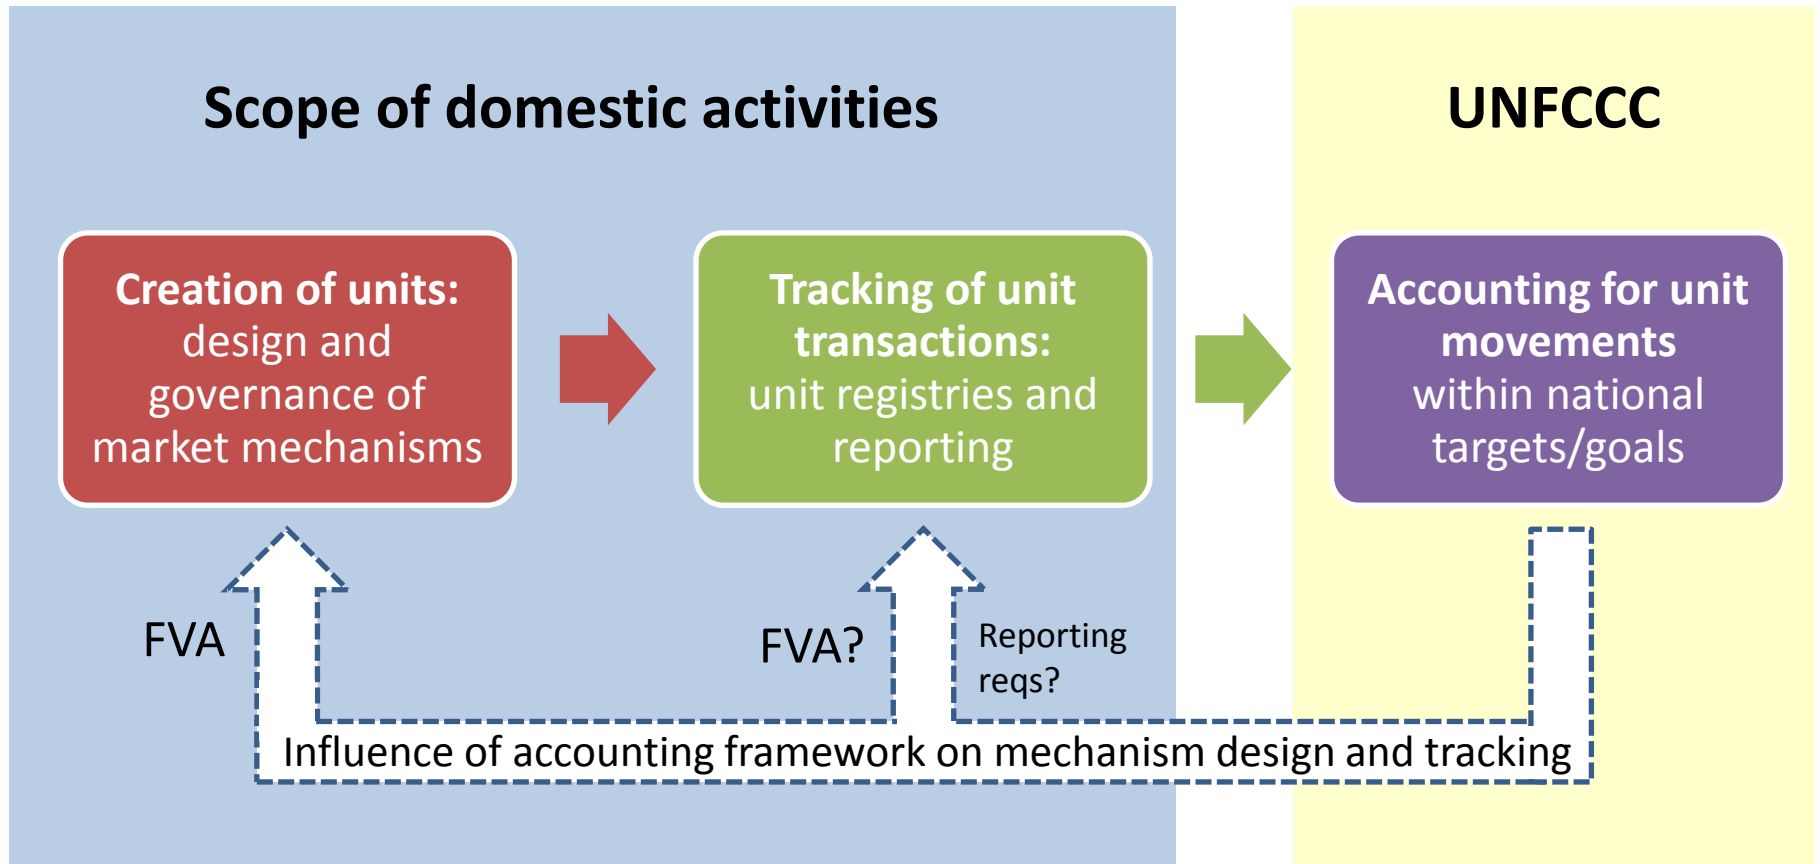 Scope of domestic activities
UNFCCC
Creation of units:
design and
governance of
market mechanisms
Tracking of unit
transactions:
unit registries and
reporting
Accounting for unit
movements
within national
targets/goals
FVA
FVA?
Reporting
reqs?
Influence of accounting framework on mechanism design and tracking